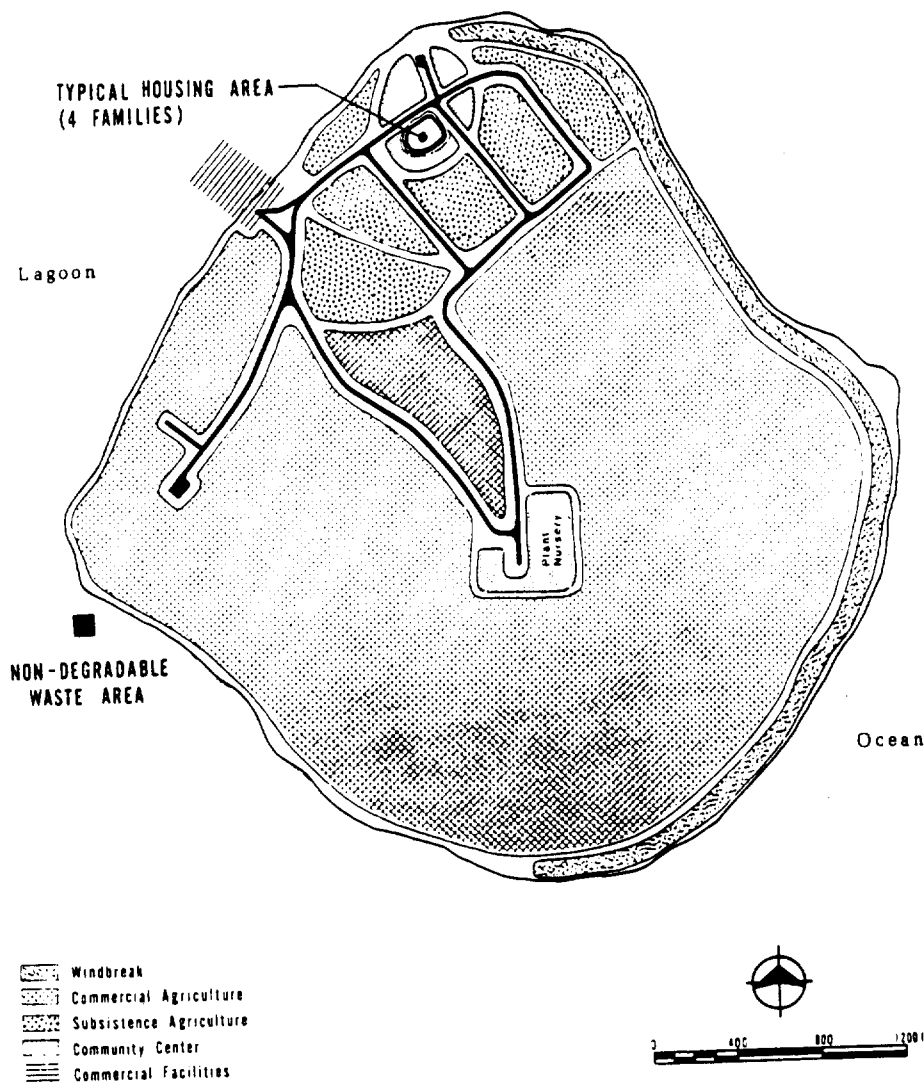 TYPICAL HOUSING AREA
(4 FAMILIES)
Lagoon
Plant
Nursery
NON-DEGRADABLE
WASTE AREA
Ocean
Windbreak
Commercial Agriculture
Subsistence Agriculture
Community Center
Commercial Facilities
0 400 800 1200